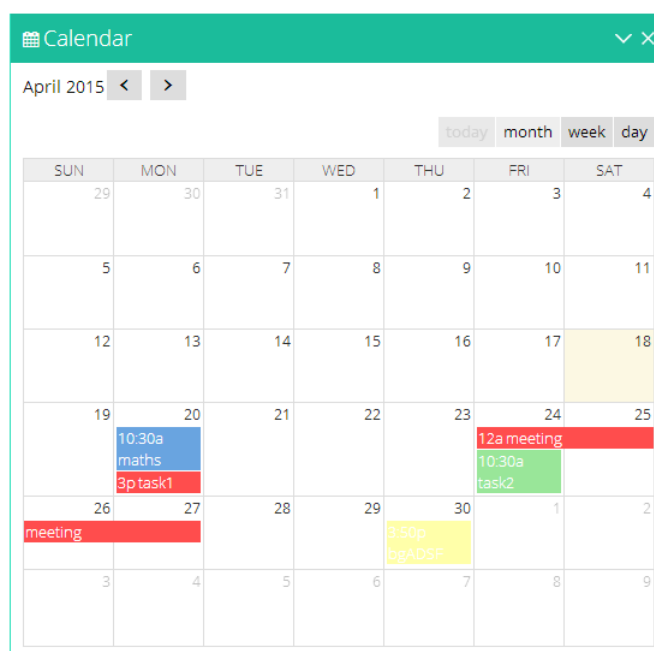 Calendar
April 2015 < >
today month week day
SUN MON TUE WED THU FRI SAT
29 30 31 1 2 3 4
5 6 7 8 9 10 11
12 13 14 15 16 17 18
19 20 21 22 23 24 25
10:30a 12a meeting
maths 10:30a
3p task1 task2
26 27 28 29 30 1 2
meeting 3:50p
byADSF
3 4 5 6 7 8 9